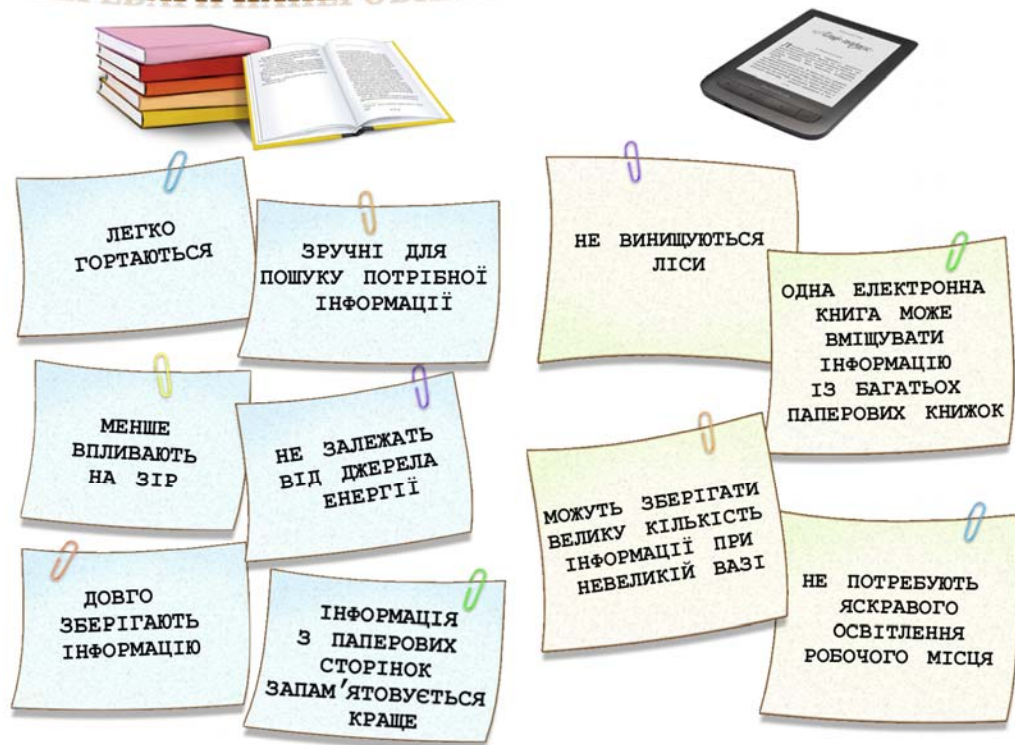 ЛЕГКО
ГОРТАЮТЬСЯ
ЗРУЧНІ ДЛЯ
ПОШУКУ ПОТРІБНОЇ
ІНФОРМАЦІЇ
МЕНШЕ
ВПЛИВАЮТЬ
НА ЗІР
НЕ ЗАЛЕЖАТЬ
ВІД ДЖЕРЕЛА
ЕНЕРГІЇ
ДОВГО
ЗБЕРІГАЮТЬ
ІНФОРМАЦІЮ
ІНФОРМАЦІЯ
З ПАПЕРОВИХ
СТОРІНОК
ЗАПАМ'ЯТОВУЄТЬСЯ
КРАЩЕ
НЕ ВИНИЩУЮТЬСЯ
ЛІСИ
ОДНА ЕЛЕКТРОННА
КНИГА МОЖЕ
ВМІЩУВАТИ
ІНФОРМАЦІЮ
ІЗ БАГАТЬОХ
ПАПЕРОВИХ КНИЖОК
МОЖУТЬ ЗБЕРІГАТИ
ВЕЛИКУ КІЛЬКІСТЬ
ІНФОРМАЦІЇ ПРИ
НЕВЕЛИКІЙ ВАЗІ
НЕ ПОТРЕБУЮТЬ
ЯСКРАВОГО
ОСВІТЛЕННЯ
РОБОЧОГО МІСЦЯ